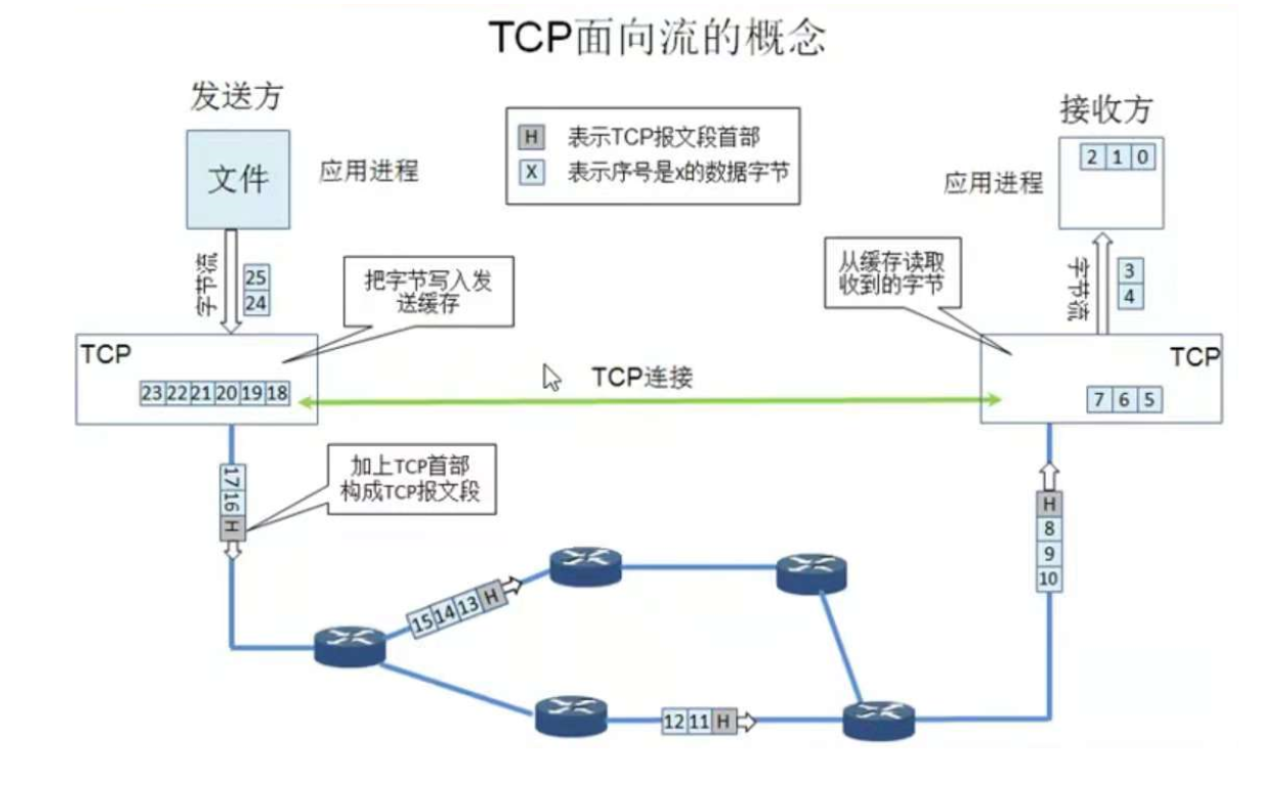 TCP面向流的概念
发送方
接收方
文件
应用进程
H 表示TCP报文段首部
X 表示序号是x的数据字节
应用进程
2 1 0
字节流
25
24
把字节写入发
送缓存
从缓存读取
收到的字节
字节流
3
4
TCP
23 22 21 20 19 18
TCP连接
TCP
7 6 5
17 16 H
加上TCP首部
构成TCP报文段
H
8
9
10
15 14 13 H
12 11 H